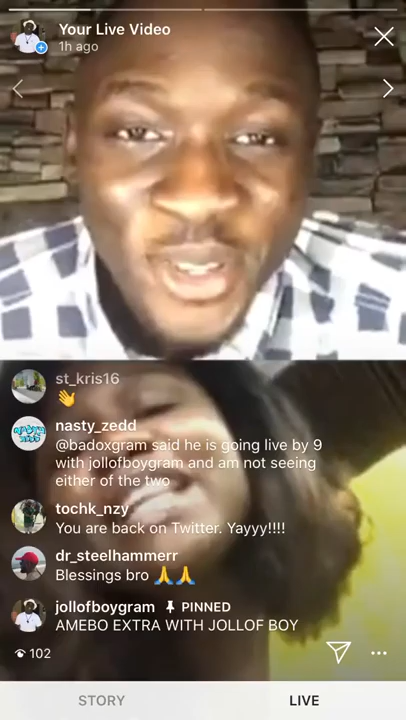 Your Live Video
1h ago
st_kris16
👋
nasty_zedd
@badoxgram said he is going live by 9
with jollofboygram and am not seeing
either of the two
tochk_nzy
You are back on Twitter. Yayyy!!!!
dr_steelhammerr
Blessings bro 🙏🙏
jollofboygram PINNED
AMEBO EXTRA WITH JOLLOF BOY
102
STORY LIVE